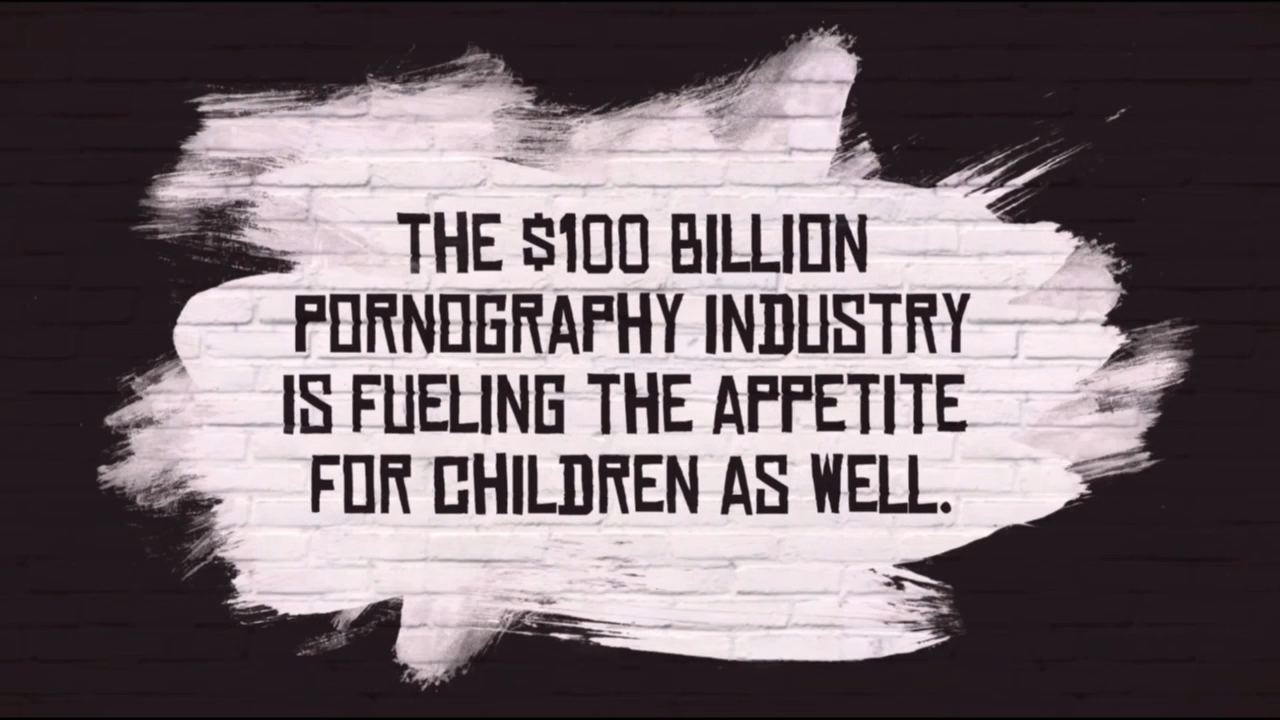 THE $100 BILLION
PORNOGRAPHY INDUSTRY
IS FUELING THE APPETITE
FOR CHILDREN AS WELL.